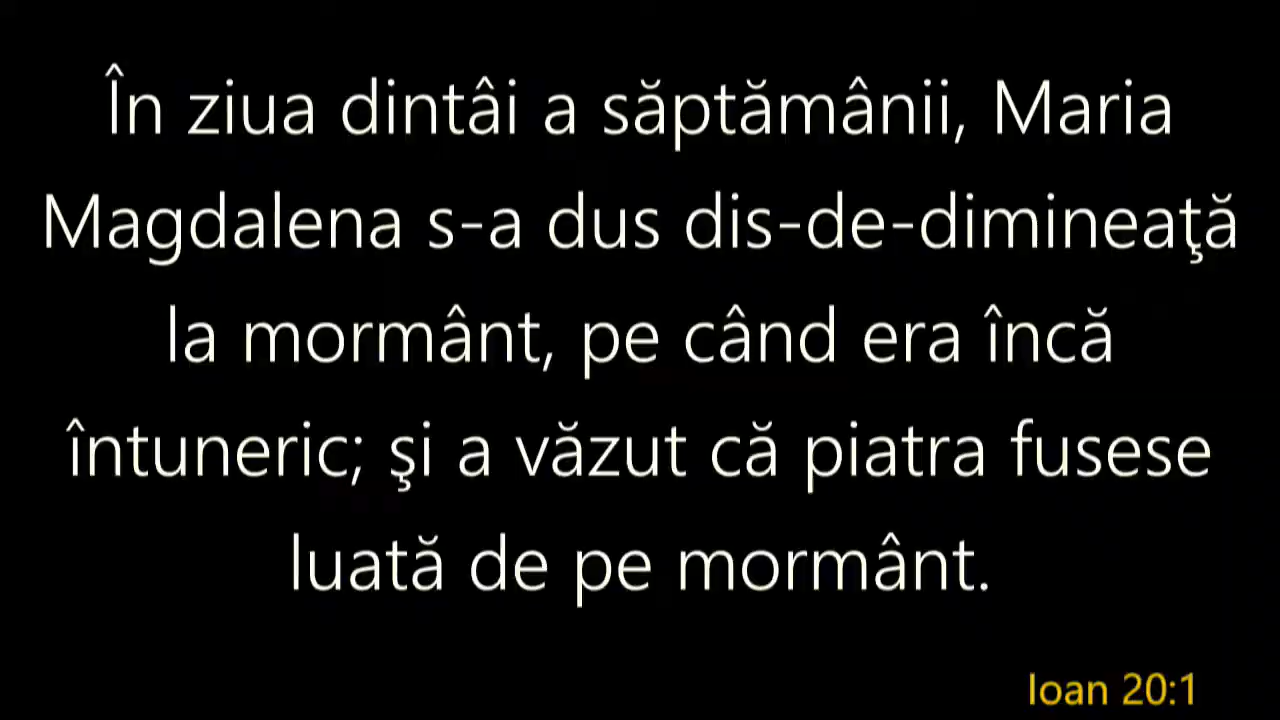 În ziua dintâi a săptămânii, Maria
Magdalena s-a dus dis-de-dimineaţă
la mormânt, pe când era încă
întuneric; şi a văzut că piatra fusese
luată de pe mormânt.
Ioan 20:1